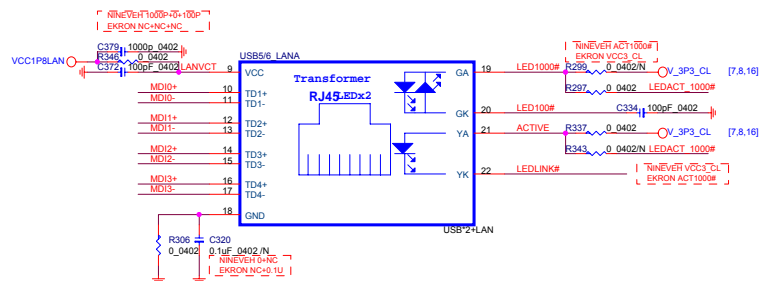 NINEVEH 1000P+0+100P
EKRON NC+NC+NC
C379 1000p_0402
R346 0_0402
VCC1P8LAN
C372 100pF_0402 LANVCT
USB5/6_LANA
9 VCC
Transformer
RJ45 LEDx2
MDI0+ 10 TD1+
MDI0- 11 TD1-
MDI1+ 12 TD2+
MDI1- 13 TD2-
MDI2+ 14 TD3+
MDI2- 15 TD3-
MDI3+ 16 TD4+
MDI3- 17 TD4-
18 GND
R306 C320
0_0402 0.1uF_0402 /N
NINEVEH 0+NC
EKRON NC+0.1U
NINEVEH ACT1000#
EKRON VCC3_CL
GA 19 LED1000# R299 0_0402/N V_3P3_CL [7,8,16]
R297 0_0402 LEDACT_1000#
GK 20 LED100# C334 100pF_0402
YA 21 ACTIVE R337 0_0402 V_3P3_CL [7,8,16]
R343 0_0402/N LEDACT_1000#
YK 22 LEDLINK#
NINEVEH VCC3_CL
EKRON ACT1000#
USB*2+LAN